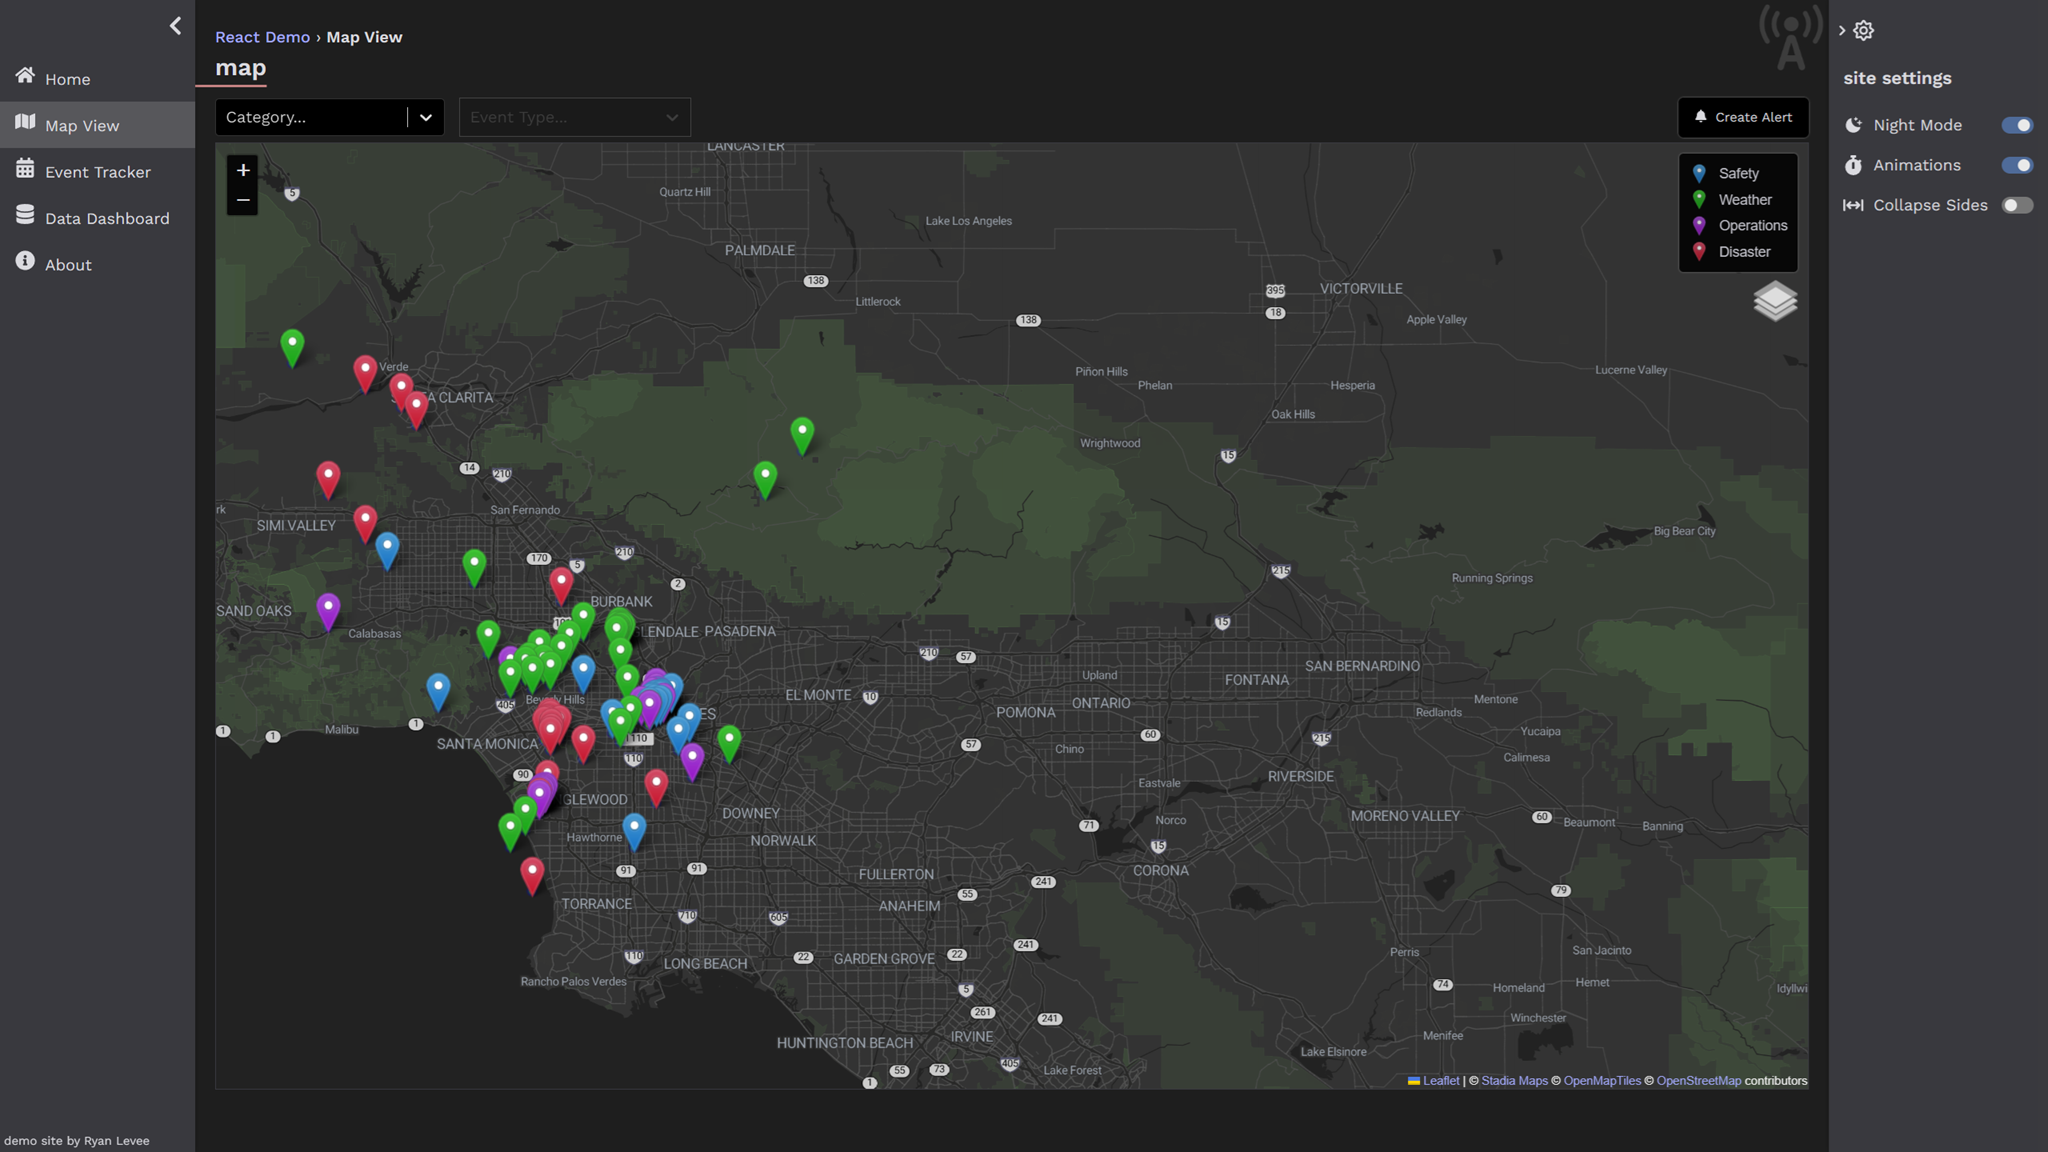 React Demo › Map View
map
Home
Map View
Event Tracker
Data Dashboard
About
demo site by Ryan Levee
Category...
Event Type...
Create Alert
+
−
Safety
Weather
Operations
Disaster
LANCASTER
Quartz Hill
Lake Los Angeles
PALMDALE
5
138
395
VICTORVILLE
Littlerock
18
138
Apple Valley
Verde
Piñon Hills
Phelan
Hesperia
Lucerne Valley
A CLARITA
Oak Hills
Wrightwood
15
14
210
San Fernando
rk
SIMI VALLEY
Big Bear City
170
5
210
2
215
Running Springs
BURBANK
SAND OAKS
Calabasas
LENDALE
PASADENA
15
210
57
SAN BERNARDINO
Upland
FONTANA
EL MONTE
10
Beverly Hills
405
ONTARIO
POMONA
Mentone
Redlands
ES
1
1
1
Malibu
SANTA MONICA
110
110
57
Chino
60
215
Yucaipa
Calimesa
90
RIVERSIDE
Eastvale
GLEWOOD
DOWNEY
Hawthorne
NORWALK
71
Norco
15
MORENO VALLEY
60
Beaumont
Banning
91
91
FULLERTON
241
CORONA
55
79
TORRANCE
ANAHEIM
710
605
241
110
LONG BEACH
22
GARDEN GROVE
22
Perris
San Jacinto
Rancho Palos Verdes
5
74
Homeland
Hemet
Idyllwi
261
241
Winchester
HUNTINGTON BEACH
IRVINE
Menifee
Lake Elsinore
405
55
73
Lake Forest
1
Leaflet | © Stadia Maps © OpenMapTiles © OpenStreetMap contributors
site settings
Night Mode
Animations
Collapse Sides